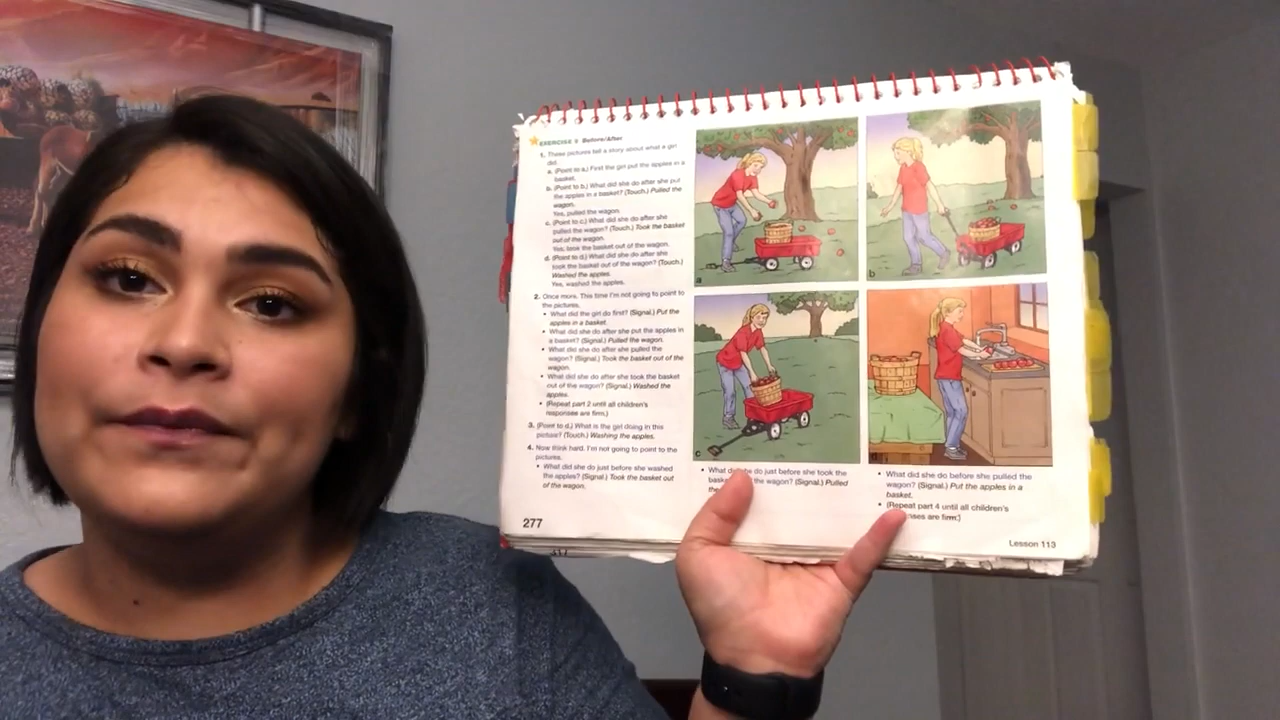 EXERCISE 9 Before/After
1. These pictures tell a story about what a girl
did.
a. (Point to a.) First the girl put the apples in a
basket.
b. (Point to b.) What did she do after she put
the apples in a basket? (Touch.) Pulled the
wagon.
Yes, pulled the wagon.
c. (Point to c.) What did she do after she
pulled the wagon? (Touch.) Took the basket
out of the wagon.
Yes, took the basket out of the wagon.
d. (Point to d.) What did she do after she
took the basket out of the wagon? (Touch.)
Washed the apples.
Yes, washed the apples.
2. Once more. This time I'm not going to point to
the pictures.
• What did the girl do first? (Signal.) Put the
apples in a basket.
• What did she do after she put the apples in
a basket? (Signal.) Pulled the wagon.
• What did she do after she pulled the
wagon? (Signal.) Took the basket out of the
wagon.
• What did she do after she took the basket
out of the wagon? (Signal.) Washed the
apples.
• (Repeat part 2 until all children's
responses are firm.)
3. (Point to d.) What is the girl doing in this
picture? (Touch.) Washing the apples.
4. Now think hard. I'm not going to point to the
pictures.
• What did she do just before she washed
the apples? (Signal.) Took the basket out
of the wagon.
a
b
c
• What did she do just before she took the
the wagon? (Signal.) Pulled
the
• What did she do before she pulled the
wagon? (Signal.) Put the apples in a
basket.
• (Repeat part 4 until all children's
are firm.)
277
Lesson 113
317